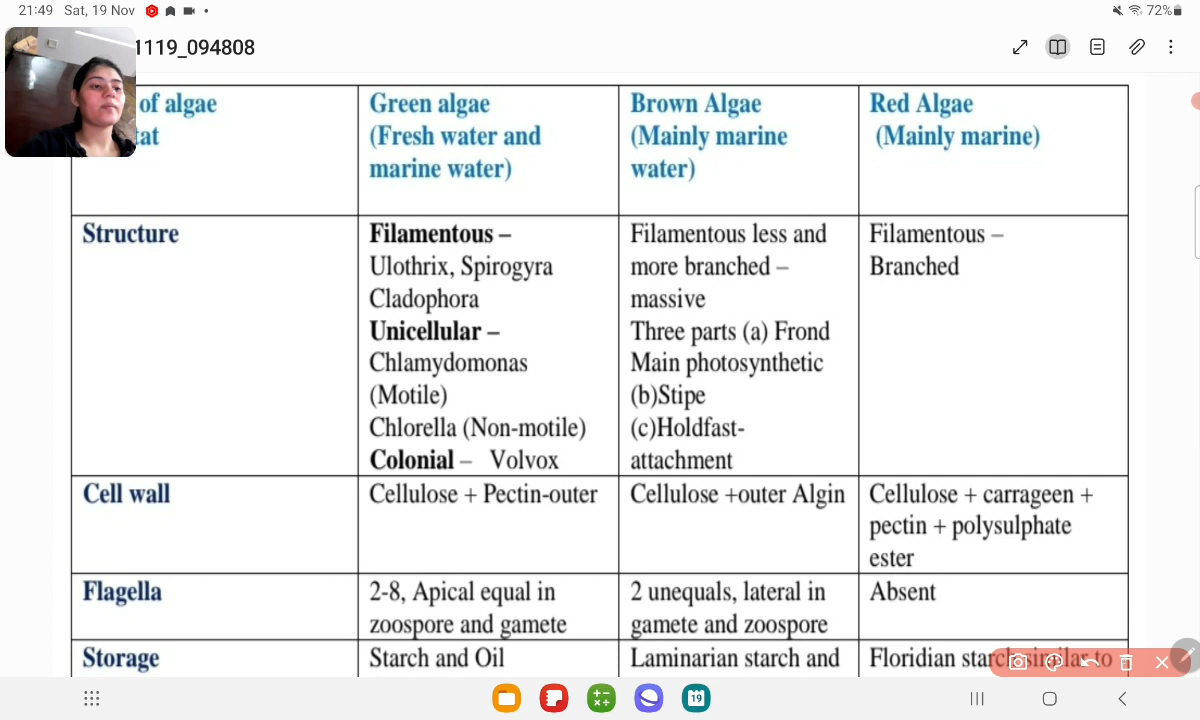 21:49 Sat, 19 Nov
72%
1119_094808
of algae
Green algae
(Fresh water and
marine water)
Brown Algae
(Mainly marine
water)
Red Algae
(Mainly marine)
Structure
Filamentous –
Ulothrix, Spirogyra
Cladophora
Unicellular –
Chlamydomonas
(Motile)
Chlorella (Non-motile)
Colonial – Volvox
Filamentous less and
more branched –
massive
Three parts (a) Frond
Main photosynthetic
(b)Stipe
(c)Holdfast-
attachment
Filamentous –
Branched
Cell wall
Cellulose + Pectin-outer
Cellulose +outer Algin
Cellulose + carrageen +
pectin + polysulphate
ester
Flagella
2-8, Apical equal in
zoospore and gamete
2 unequals, lateral in
gamete and zoospore
Absent
Storage
Starch and Oil
Laminarian starch and
Floridian starch similar to
19